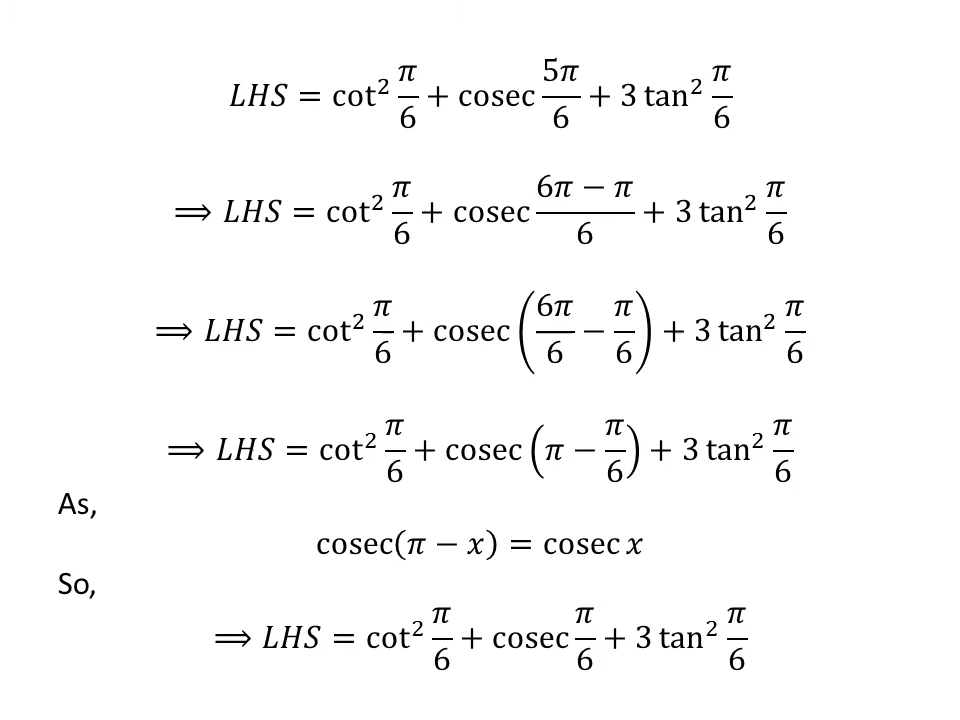 𝐿𝐻𝑆 = cot² π/6 + cosec 5π/6 + 3 tan² π/6
⟹ 𝐿𝐻𝑆 = cot² π/6 + cosec (6π − π)/6 + 3 tan² π/6
⟹ 𝐿𝐻𝑆 = cot² π/6 + cosec (6π/6 − π/6) + 3 tan² π/6
⟹ 𝐿𝐻𝑆 = cot² π/6 + cosec (π − π/6) + 3 tan² π/6
As,
cosec(π − 𝑥) = cosec 𝑥
So,
⟹ 𝐿𝐻𝑆 = cot² π/6 + cosec π/6 + 3 tan² π/6